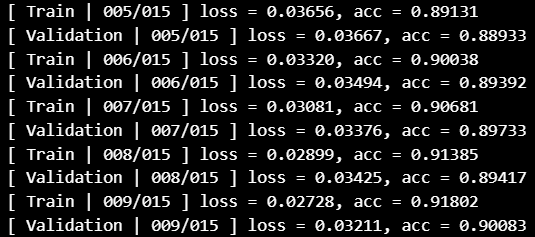 [ Train | 005/015 ] loss = 0.03656, acc = 0.89131
[ Validation | 005/015 ] loss = 0.03667, acc = 0.88933
[ Train | 006/015 ] loss = 0.03320, acc = 0.90038
[ Validation | 006/015 ] loss = 0.03494, acc = 0.89392
[ Train | 007/015 ] loss = 0.03081, acc = 0.90681
[ Validation | 007/015 ] loss = 0.03376, acc = 0.89733
[ Train | 008/015 ] loss = 0.02899, acc = 0.91385
[ Validation | 008/015 ] loss = 0.03425, acc = 0.89417
[ Train | 009/015 ] loss = 0.02728, acc = 0.91802
[ Validation | 009/015 ] loss = 0.03211, acc = 0.90083